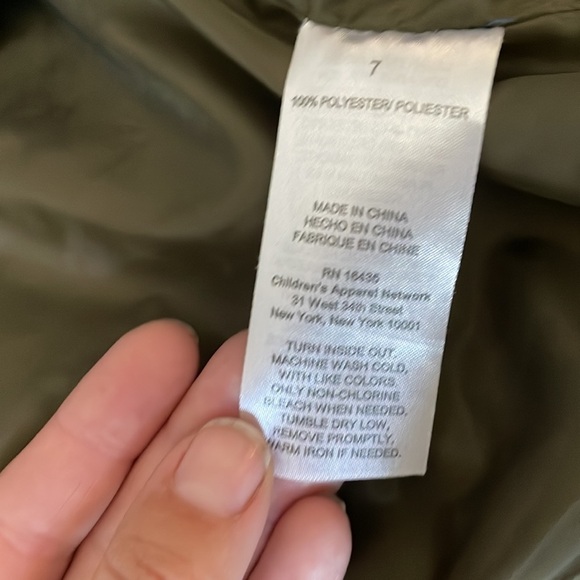 7
100% POLYESTER/ POLIESTER
MADE IN CHINA
HECHO EN CHINA
FABRIQUE EN CHINE
RN 16435
Children's Apparel Network
31 West 34th Street
New York, New York 10001
TURN INSIDE OUT.
MACHINE WASH COLD,
WITH LIKE COLORS.
ONLY NON-CHLORINE
BLEACH WHEN NEEDED.
TUMBLE DRY LOW,
REMOVE PROMPTLY.
WARM IRON IF NEEDED.